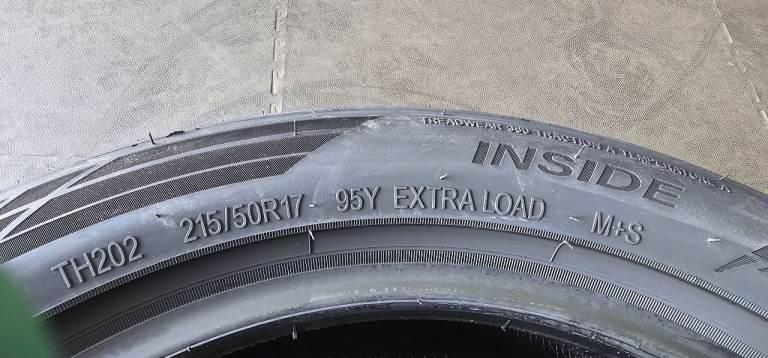 TREADWEAR 380 TRACTION A TEMPERATURE A
INSIDE
TH202 215/50R17 95Y EXTRA LOAD M+S